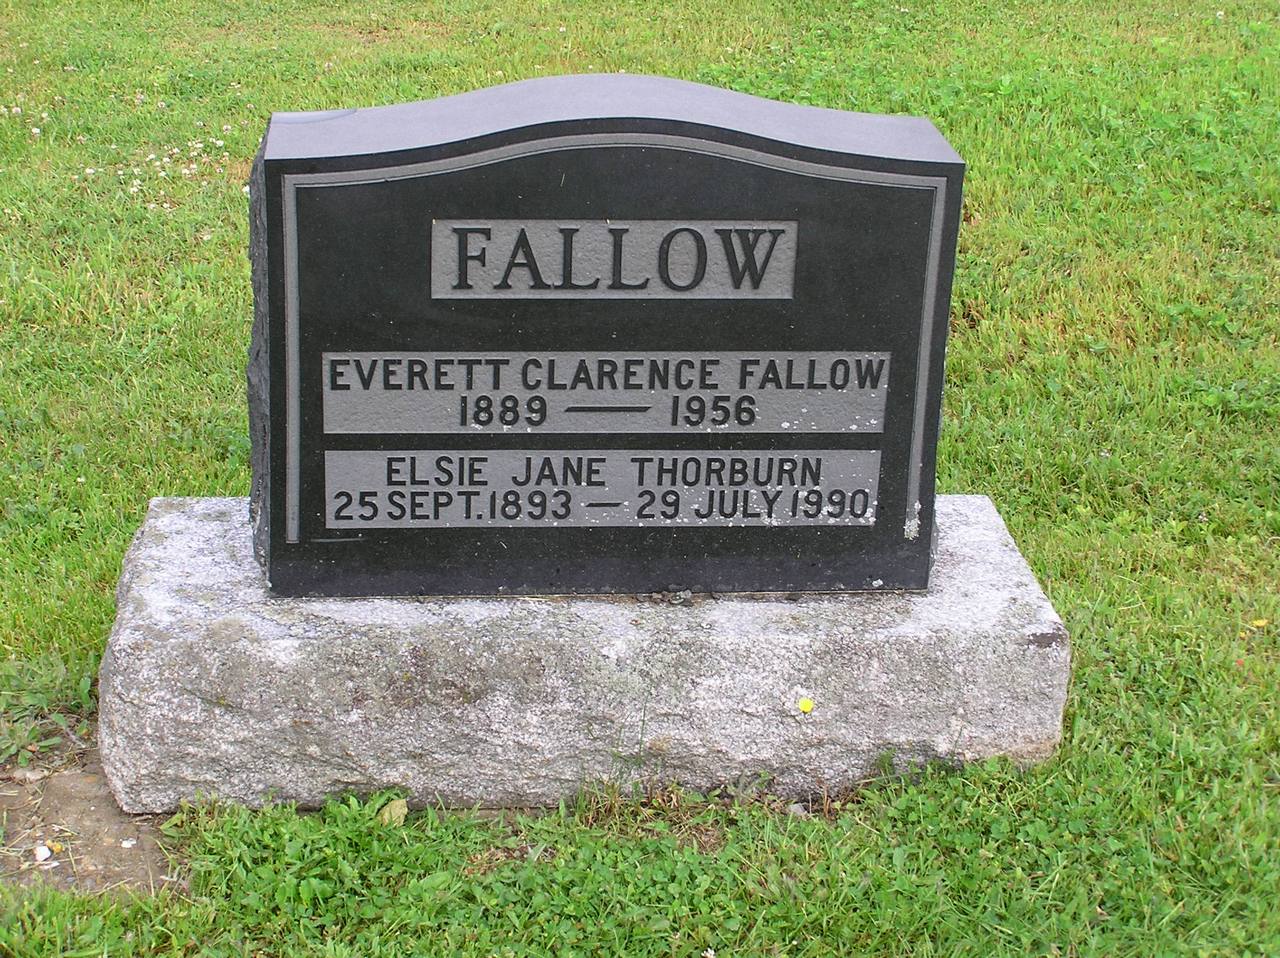 FALLOW
EVERETT CLARENCE FALLOW
1889 — 1956
ELSIE JANE THORBURN
25 SEPT. 1893 — 29 JULY 1990